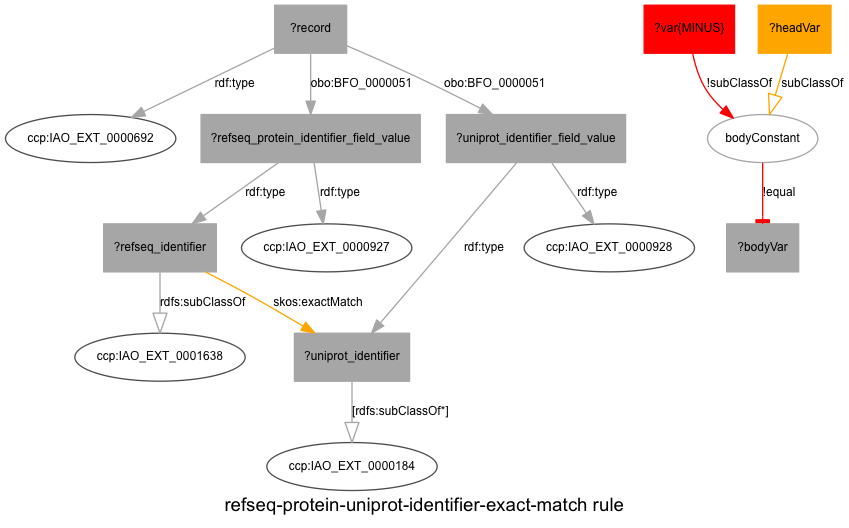 ?record
?var{MINUS}
?headVar
rdf:type
obo:BFO_0000051
obo:BFO_0000051
!subClassOf
subClassOf
ccp:IAO_EXT_0000692
?refseq_protein_identifier_field_value
?uniprot_identifier_field_value
bodyConstant
rdf:type
rdf:type
rdf:type
!equal
?refseq_identifier
ccp:IAO_EXT_0000927
rdf:type
ccp:IAO_EXT_0000928
?bodyVar
rdfs:subClassOf
skos:exactMatch
ccp:IAO_EXT_0001638
?uniprot_identifier
[rdfs:subClassOf*]
ccp:IAO_EXT_0000184
refseq-protein-uniprot-identifier-exact-match rule